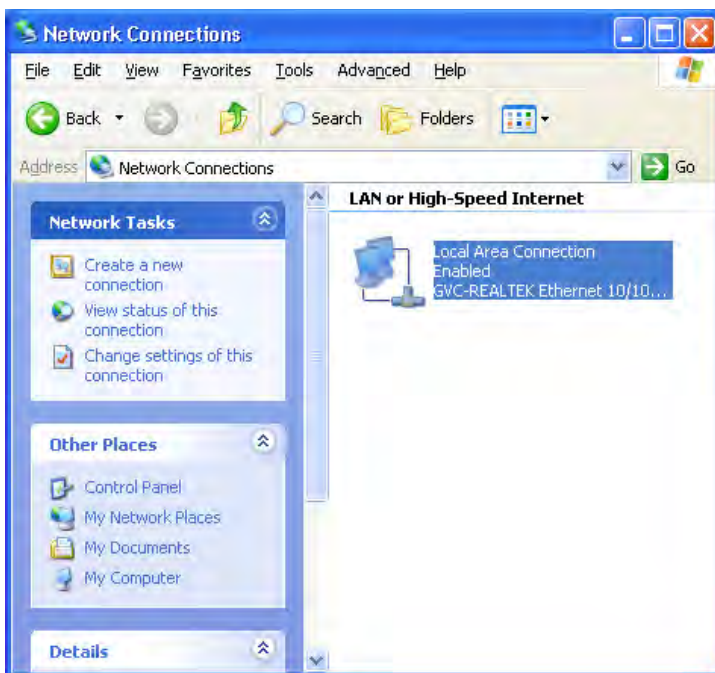 Network Connections
File Edit View Favorites Tools Advanced Help
Back Search Folders
Address Network Connections Go
Network Tasks
Create a new
connection
View status of this
connection
Change settings of this
connection
Other Places
Control Panel
My Network Places
My Documents
My Computer
Details
LAN or High-Speed Internet
Local Area Connection
Enabled
GVC-REALTEK Ethernet 10/10...